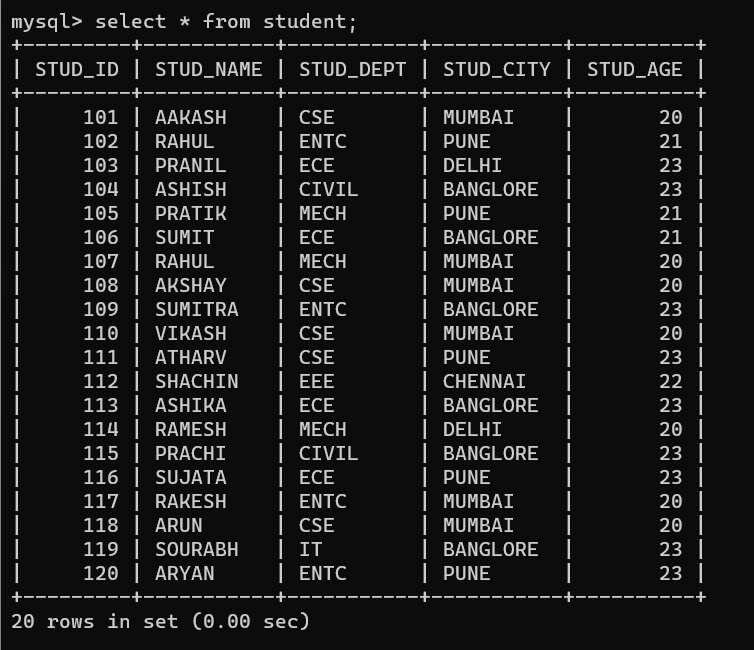 mysql> select * from student;
+---------+-----------+-----------+-----------+----------+
| STUD_ID | STUD_NAME | STUD_DEPT | STUD_CITY | STUD_AGE |
+---------+-----------+-----------+-----------+----------+
|     101 | AAKASH    | CSE       | MUMBAI    |       20 |
|     102 | RAHUL     | ENTC      | PUNE      |       21 |
|     103 | PRANIL    | ECE       | DELHI     |       23 |
|     104 | ASHISH    | CIVIL     | BANGLORE  |       23 |
|     105 | PRATIK    | MECH      | PUNE      |       21 |
|     106 | SUMIT     | ECE       | BANGLORE  |       21 |
|     107 | RAHUL     | MECH      | MUMBAI    |       20 |
|     108 | AKSHAY    | CSE       | MUMBAI    |       20 |
|     109 | SUMITRA   | ENTC      | BANGLORE  |       23 |
|     110 | VIKASH    | CSE       | MUMBAI    |       20 |
|     111 | ATHARV    | CSE       | PUNE      |       23 |
|     112 | SHACHIN   | EEE       | CHENNAI   |       22 |
|     113 | ASHIKA    | ECE       | BANGLORE  |       23 |
|     114 | RAMESH    | MECH      | DELHI     |       20 |
|     115 | PRACHI    | CIVIL     | BANGLORE  |       23 |
|     116 | SUJATA    | ECE       | PUNE      |       23 |
|     117 | RAKESH    | ENTC      | MUMBAI    |       20 |
|     118 | ARUN      | CSE       | MUMBAI    |       20 |
|     119 | SOURABH   | IT        | BANGLORE  |       23 |
|     120 | ARYAN     | ENTC      | PUNE      |       23 |
+---------+-----------+-----------+-----------+----------+
20 rows in set (0.00 sec)